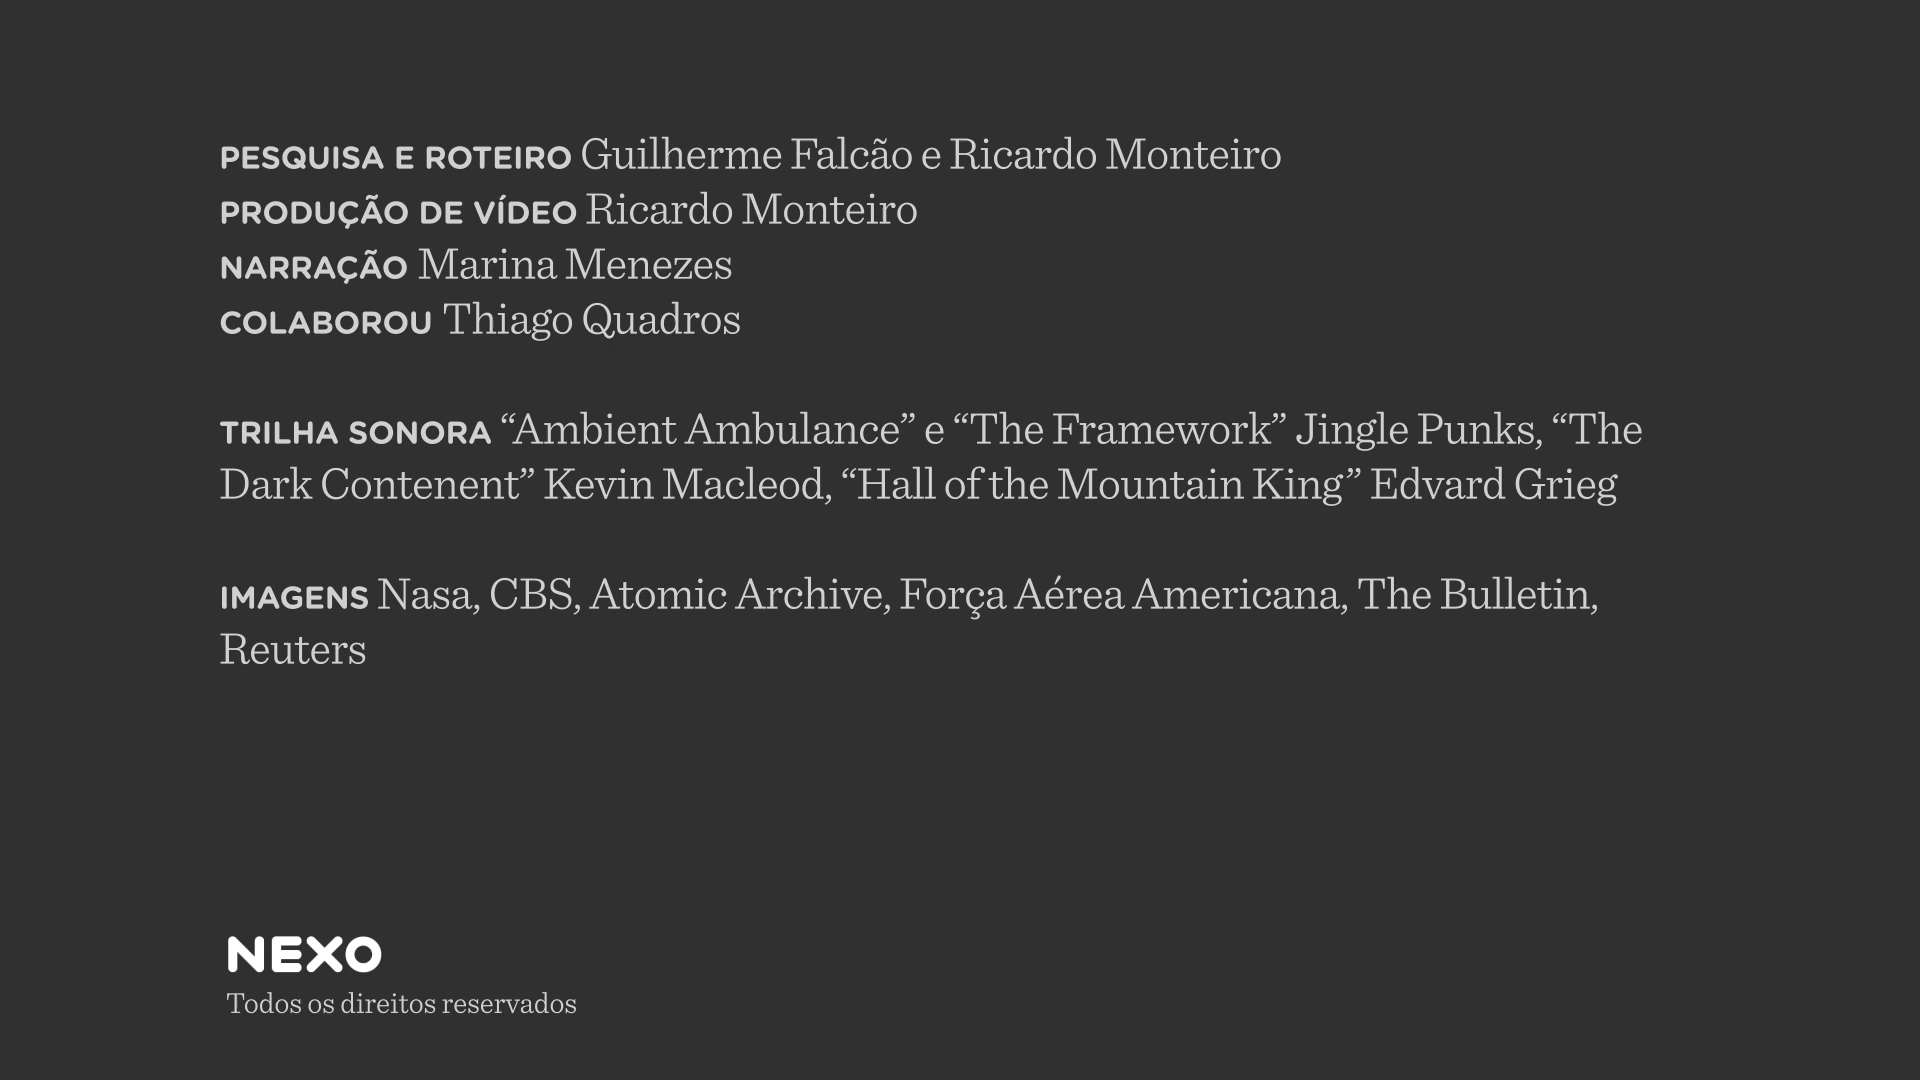 PESQUISA E ROTEIRO Guilherme Falcão e Ricardo Monteiro
PRODUÇÃO DE VÍDEO Ricardo Monteiro
NARRAÇÃO Marina Menezes
COLABOROU Thiago Quadros
TRILHA SONORA “Ambient Ambulance” e “The Framework” Jingle Punks, “The
Dark Contenent” Kevin Macleod, “Hall of the Mountain King” Edvard Grieg
IMAGENS Nasa, CBS, Atomic Archive, Força Aérea Americana, The Bulletin,
Reuters
NEXO
Todos os direitos reservados